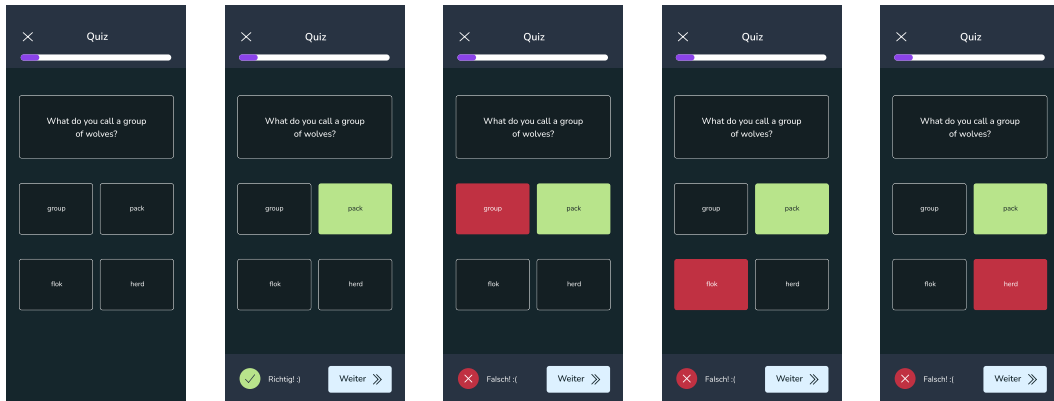 Quiz
What do you call a group
of wolves?
group
pack
flok
herd
Quiz
What do you call a group
of wolves?
group
pack
flok
herd
Richtig! :)
Weiter
Quiz
What do you call a group
of wolves?
group
pack
flok
herd
Falsch! :(
Weiter
Quiz
What do you call a group
of wolves?
group
pack
flok
herd
Falsch! :(
Weiter
Quiz
What do you call a group
of wolves?
group
pack
flok
herd
Falsch! :(
Weiter